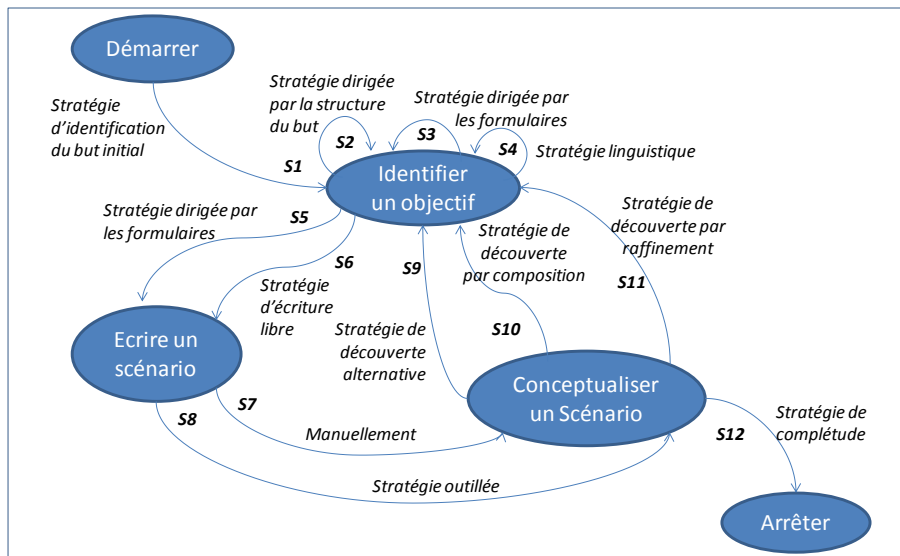 Démarrer
Stratégie
d'identification
du but initial
S1
Stratégie dirigée
par la structure
du but
S2
Stratégie dirigée par
les formulaires
S3
S4
Stratégie linguistique
Identifier
un objectif
Stratégie dirigée par
les formulaires
S5
S6
Stratégie
d'écriture
libre
S9
Stratégie de
découverte
alternative
Stratégie de
découverte
par composition
S10
Stratégie de
découverte par
raffinement
S11
Ecrire un
scénario
S8
S7
Manuellement
Stratégie outillée
Conceptualiser
un Scénario
S12
Stratégie de
complétude
Arrêter